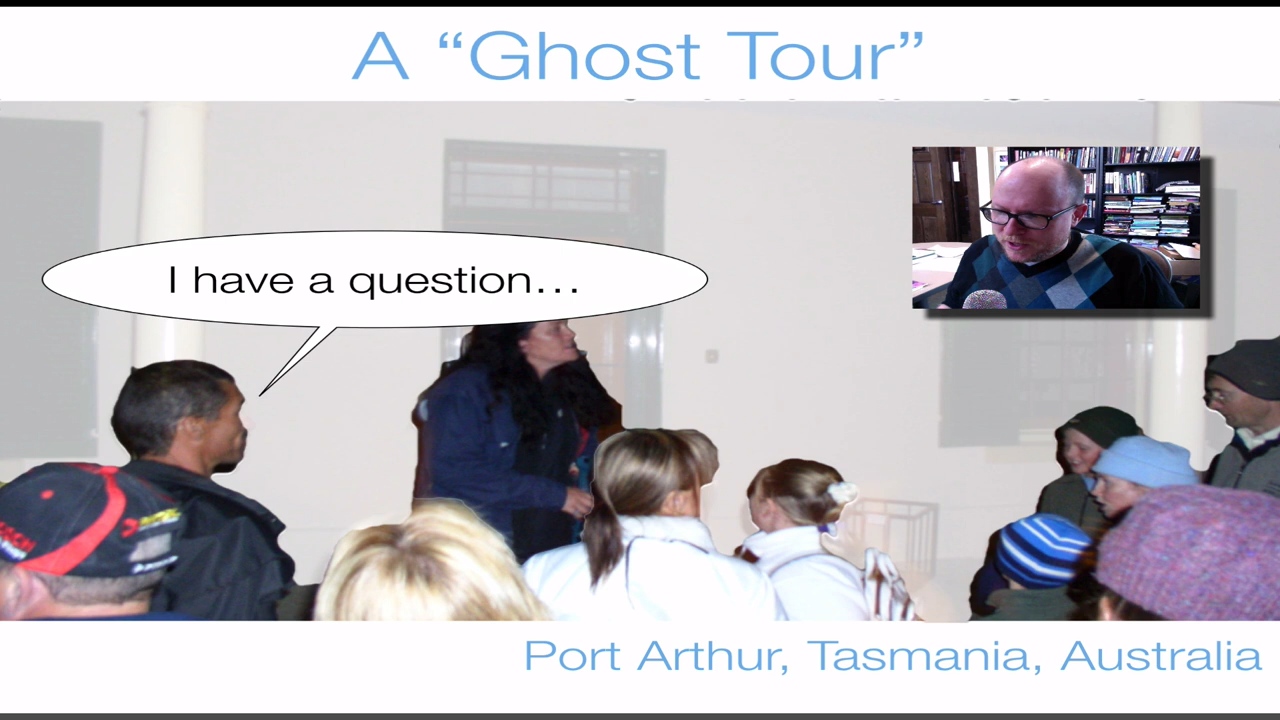 A “Ghost Tour”
I have a question…
Port Arthur, Tasmania, Australia